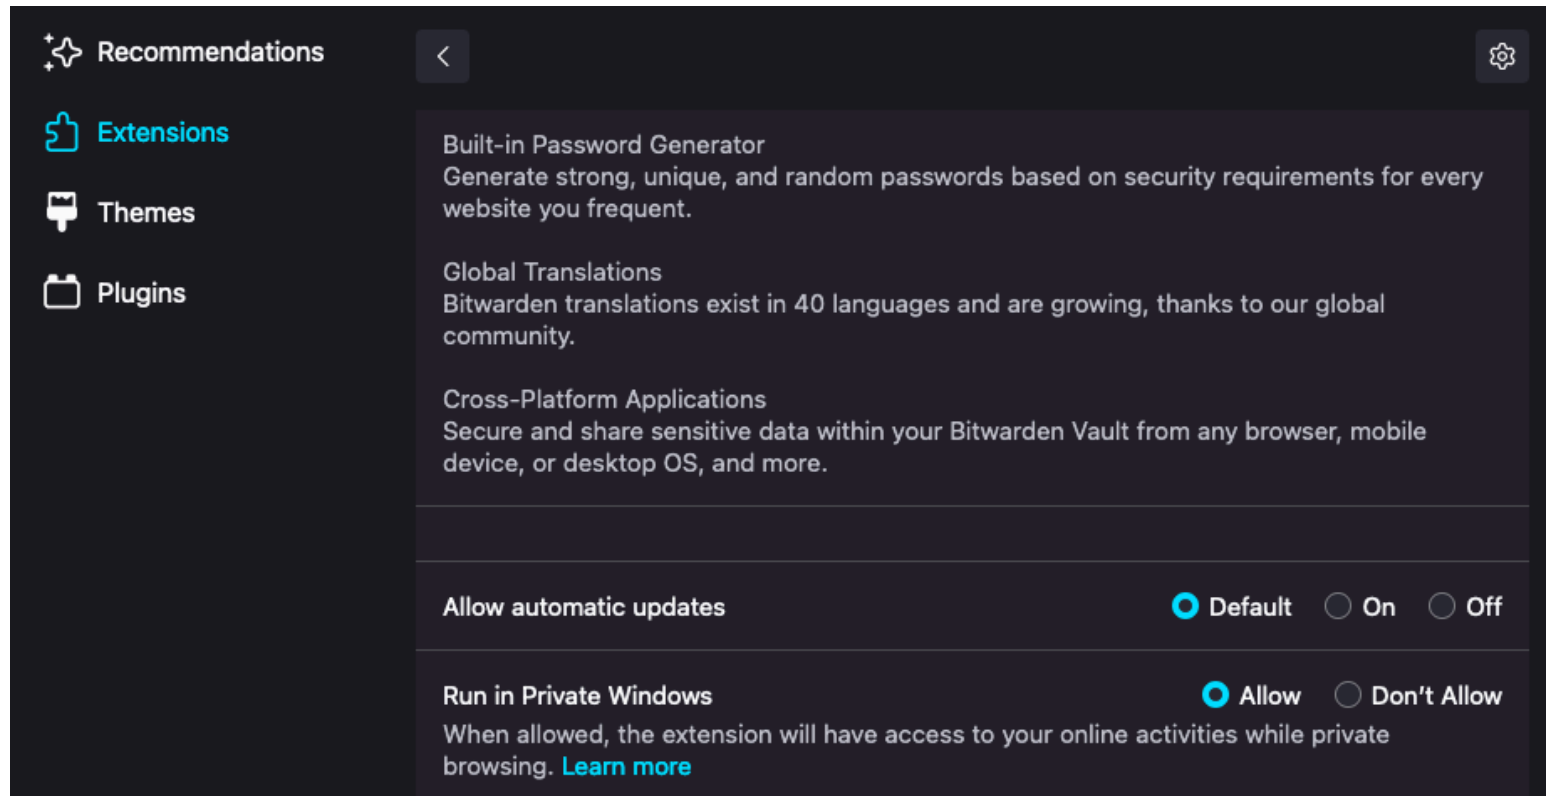 Recommendations
Extensions
Themes
Plugins
Built-in Password Generator
Generate strong, unique, and random passwords based on security requirements for every
website you frequent.
Global Translations
Bitwarden translations exist in 40 languages and are growing, thanks to our global
community.
Cross-Platform Applications
Secure and share sensitive data within your Bitwarden Vault from any browser, mobile
device, or desktop OS, and more.
Allow automatic updates Default On Off
Run in Private Windows Allow Don't Allow
When allowed, the extension will have access to your online activities while private
browsing. Learn more